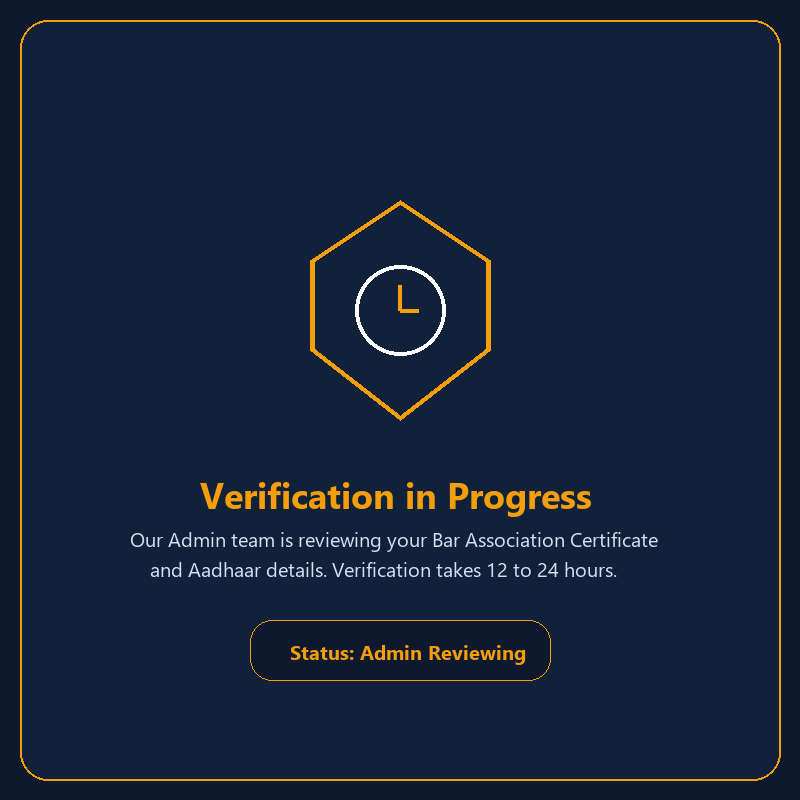 Verification in Progress
Our Admin team is reviewing your Bar Association Certificate
and Aadhaar details. Verification takes 12 to 24 hours.
Status: Admin Reviewing